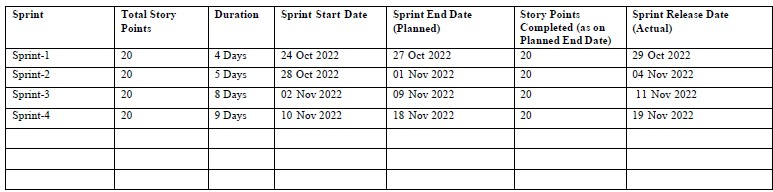 Sprint Total Story Points Duration Sprint Start Date Sprint End Date (Planned) Story Points Completed (as on Planned End Date) Sprint Release Date (Actual)
Sprint-1 20 4 Days 24 Oct 2022 27 Oct 2022 20 29 Oct 2022
Sprint-2 20 5 Days 28 Oct 2022 01 Nov 2022 20 04 Nov 2022
Sprint-3 20 8 Days 02 Nov 2022 09 Nov 2022 20 11 Nov 2022
Sprint-4 20 9 Days 10 Nov 2022 18 Nov 2022 20 19 Nov 2022